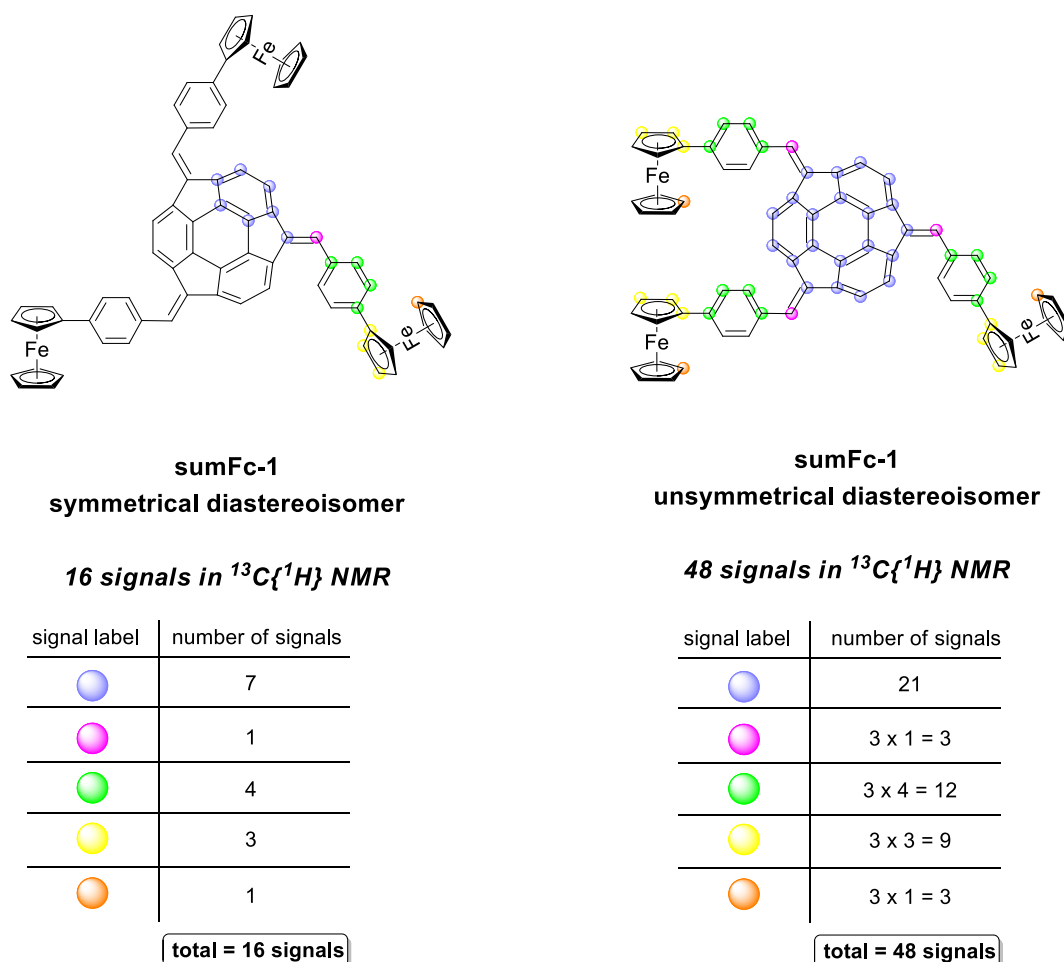 Fe
Fe
Fe
Fe
Fe
Fe
sumFc-1
symmetrical diastereoisomer
sumFc-1
unsymmetrical diastereoisomer
16 signals in ¹³C{¹H} NMR
48 signals in ¹³C{¹H} NMR
signal label number of signals
7
1
4
3
1
total = 16 signals
signal label number of signals
21
3 x 1 = 3
3 x 4 = 12
3 x 3 = 9
3 x 1 = 3
total = 48 signals